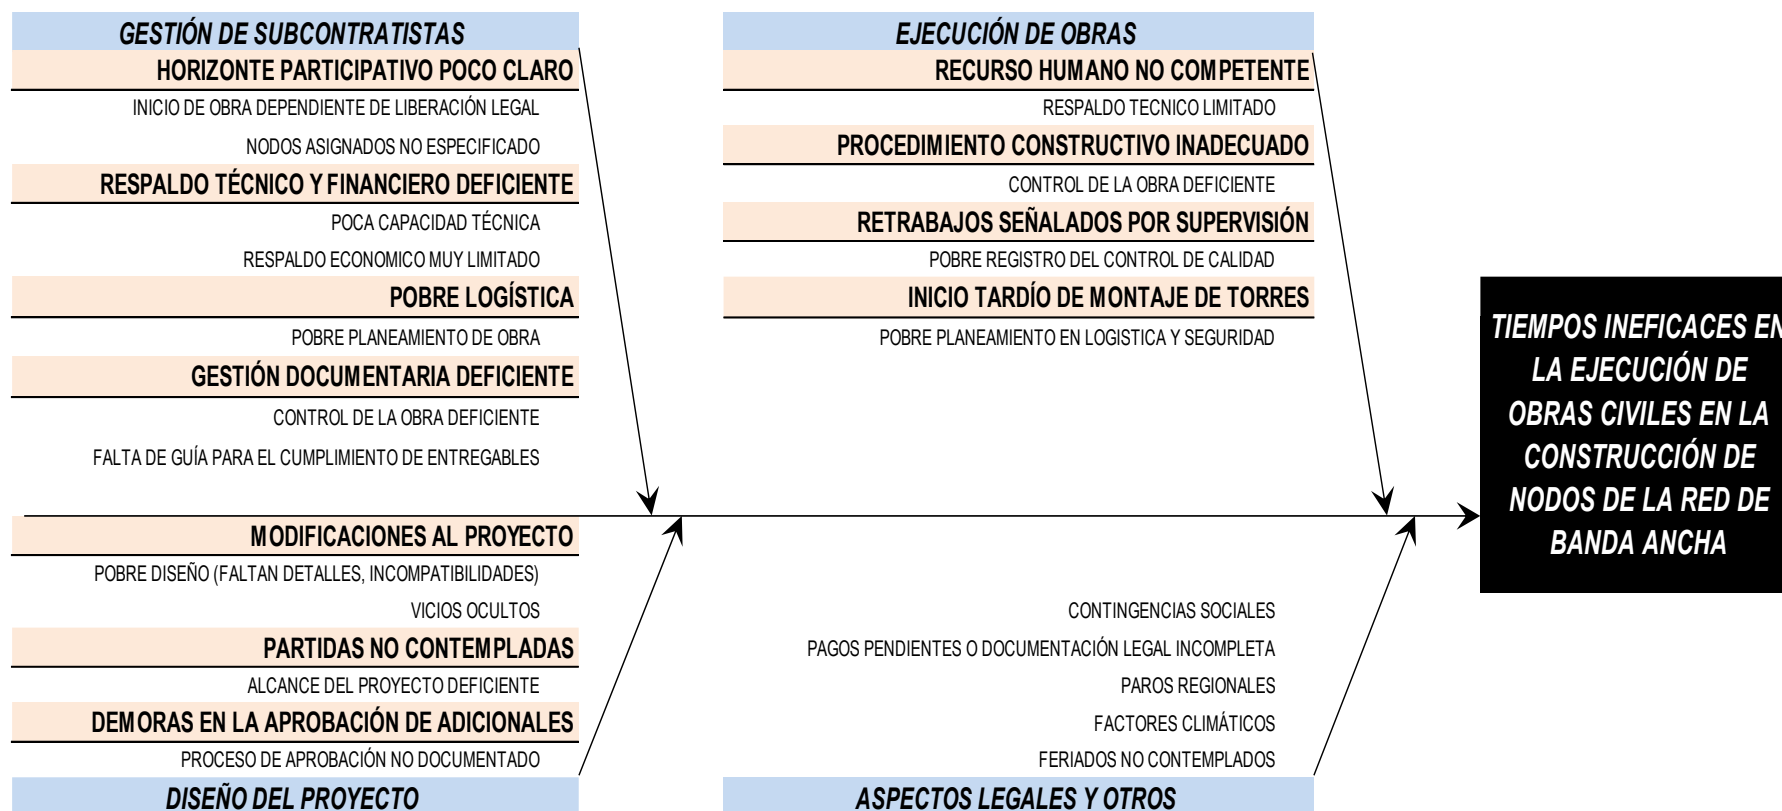 GESTIÓN DE SUBCONTRATISTAS
HORIZONTE PARTICIPATIVO POCO CLARO
INICIO DE OBRA DEPENDIENTE DE LIBERACIÓN LEGAL
NODOS ASIGNADOS NO ESPECIFICADO
RESPALDO TÉCNICO Y FINANCIERO DEFICIENTE
POCA CAPACIDAD TÉCNICA
RESPALDO ECONOMICO MUY LIMITADO
POBRE LOGÍSTICA
POBRE PLANEAMIENTO DE OBRA
GESTIÓN DOCUMENTARIA DEFICIENTE
CONTROL DE LA OBRA DEFICIENTE
FALTA DE GUÍA PARA EL CUMPLIMIENTO DE ENTREGABLES
EJECUCIÓN DE OBRAS
RECURSO HUMANO NO COMPETENTE
RESPALDO TECNICO LIMITADO
PROCEDIMIENTO CONSTRUCTIVO INADECUADO
CONTROL DE LA OBRA DEFICIENTE
RETRABAJOS SEÑALADOS POR SUPERVISIÓN
POBRE REGISTRO DEL CONTROL DE CALIDAD
INICIO TARDÍO DE MONTAJE DE TORRES
POBRE PLANEAMIENTO EN LOGISTICA Y SEGURIDAD
MODIFICACIONES AL PROYECTO
POBRE DISEÑO (FALTAN DETALLES, INCOMPATIBILIDADES)
VICIOS OCULTOS
PARTIDAS NO CONTEMPLADAS
ALCANCE DEL PROYECTO DEFICIENTE
DEMORAS EN LA APROBACIÓN DE ADICIONALES
PROCESO DE APROBACIÓN NO DOCUMENTADO
DISEÑO DEL PROYECTO
CONTINGENCIAS SOCIALES
PAGOS PENDIENTES O DOCUMENTACIÓN LEGAL INCOMPLETA
PAROS REGIONALES
FACTORES CLIMÁTICOS
FERIADOS NO CONTEMPLADOS
ASPECTOS LEGALES Y OTROS
TIEMPOS INEFICACES EN
LA EJECUCIÓN DE
OBRAS CIVILES EN LA
CONSTRUCCIÓN DE
NODOS DE LA RED DE
BANDA ANCHA